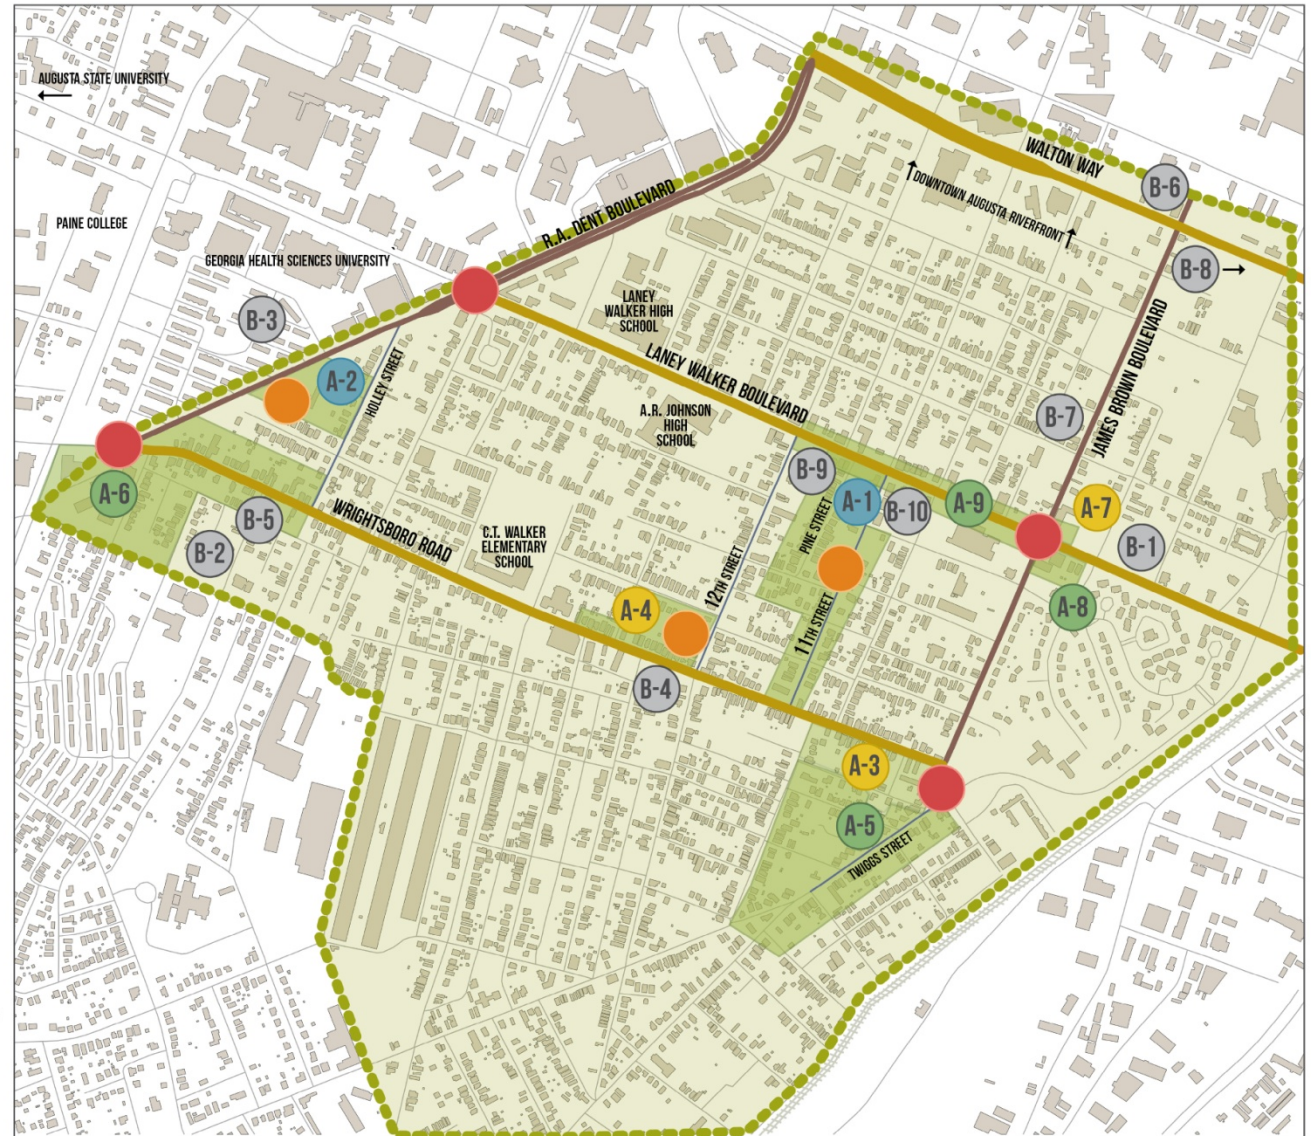 AUGUSTA STATE UNIVERSITY
WALTON WAY
DOWNTOWN AUGUSTA RIVERFRONT
B-6
PAINE COLLEGE
R.A. DENT BOULEVARD
GEORGIA HEALTH SCIENCES UNIVERSITY
B-8
B-3
LANEY
WALKER HIGH
SCHOOL
JAMES BROWN BOULEVARD
LANEY WALKER BOULEVARD
A-2
HOLLEY STREET
A.R. JOHNSON
HIGH
SCHOOL
B-7
B-9
A-6
A-1
B-10
A-9
A-7
B-5
B-2
WRIGHTSBORO ROAD
C.T. WALKER
ELEMENTARY
SCHOOL
PINE STREET
B-1
12TH STREET
A-4
11TH STREET
A-8
B-4
A-3
A-5
TWIGGS STREET